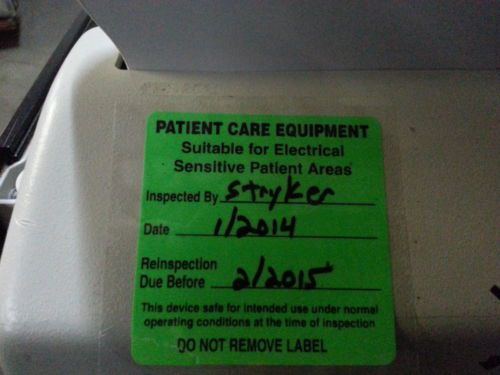 PATIENT CARE EQUIPMENT
Suitable for Electrical
Sensitive Patient Areas
Inspected By Stryker
Date 1/2014
Reinspection
Due Before 2/2015
This device safe for intended use under normal
operating conditions at the time of inspection
DO NOT REMOVE LABEL